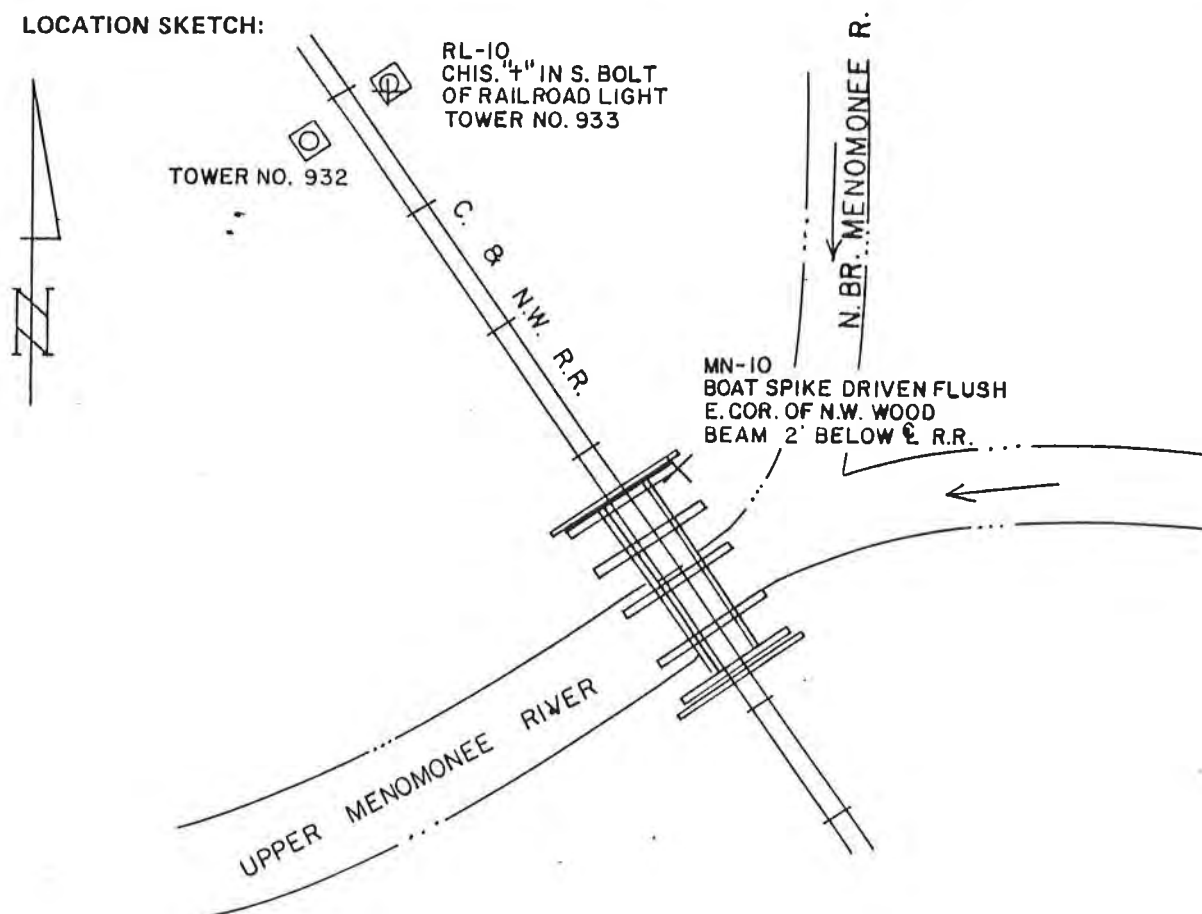 LOCATION SKETCH:
RL-10
CHIS. "+" IN S. BOLT
OF RAILROAD LIGHT
TOWER NO. 933
TOWER NO. 932
N
C. & N.W. R.R.
N. BR. MENOMONEE R.
MN-10
BOAT SPIKE DRIVEN FLUSH
E. COR. OF N.W. WOOD
BEAM 2' BELOW ℄ R.R.
UPPER MENOMONEE RIVER